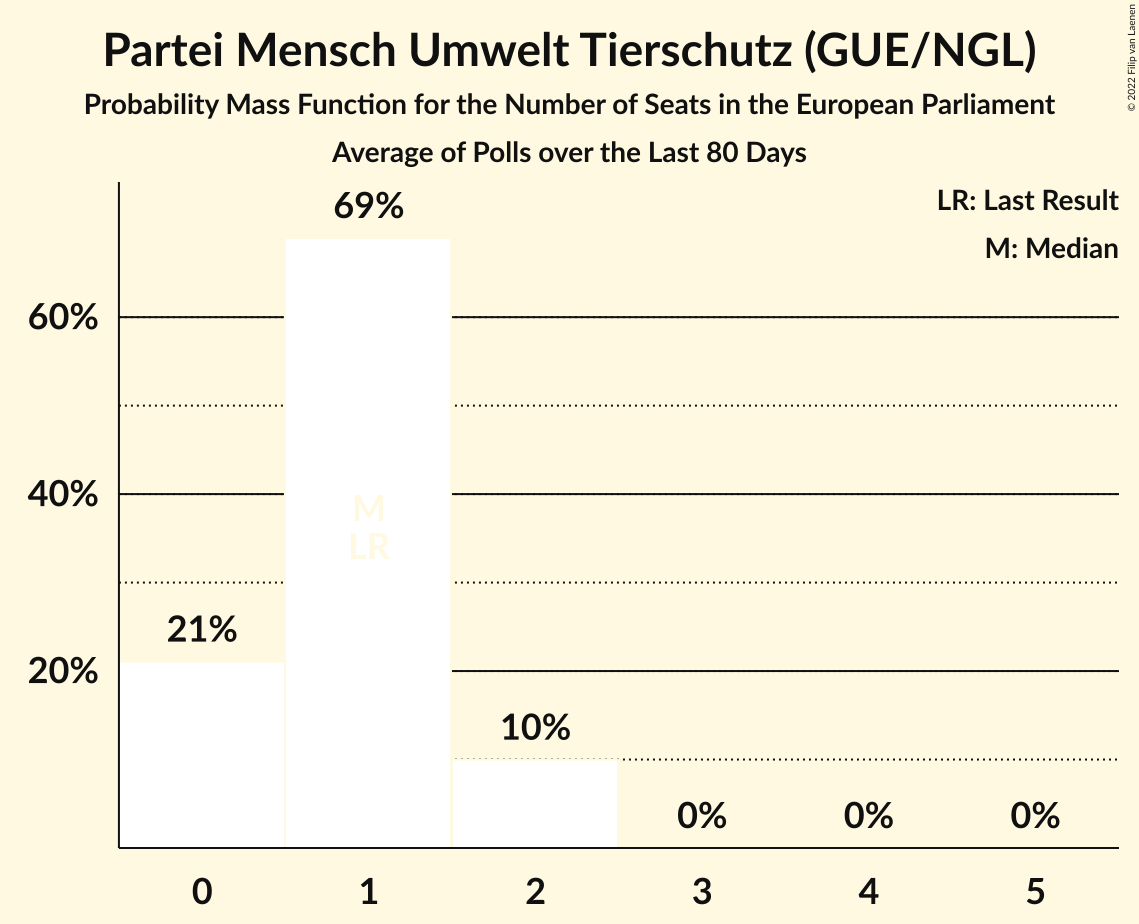 Partei Mensch Umwelt Tierschutz (GUE/NGL)
Probability Mass Function for the Number of Seats in the European Parliament
Average of Polls over the Last 80 Days
© 2022 Filip van Laenen
LR: Last Result
M: Median
69%
60%
40%
M
LR
21%
20%
10%
0%
0%
0%
0
1
2
3
4
5